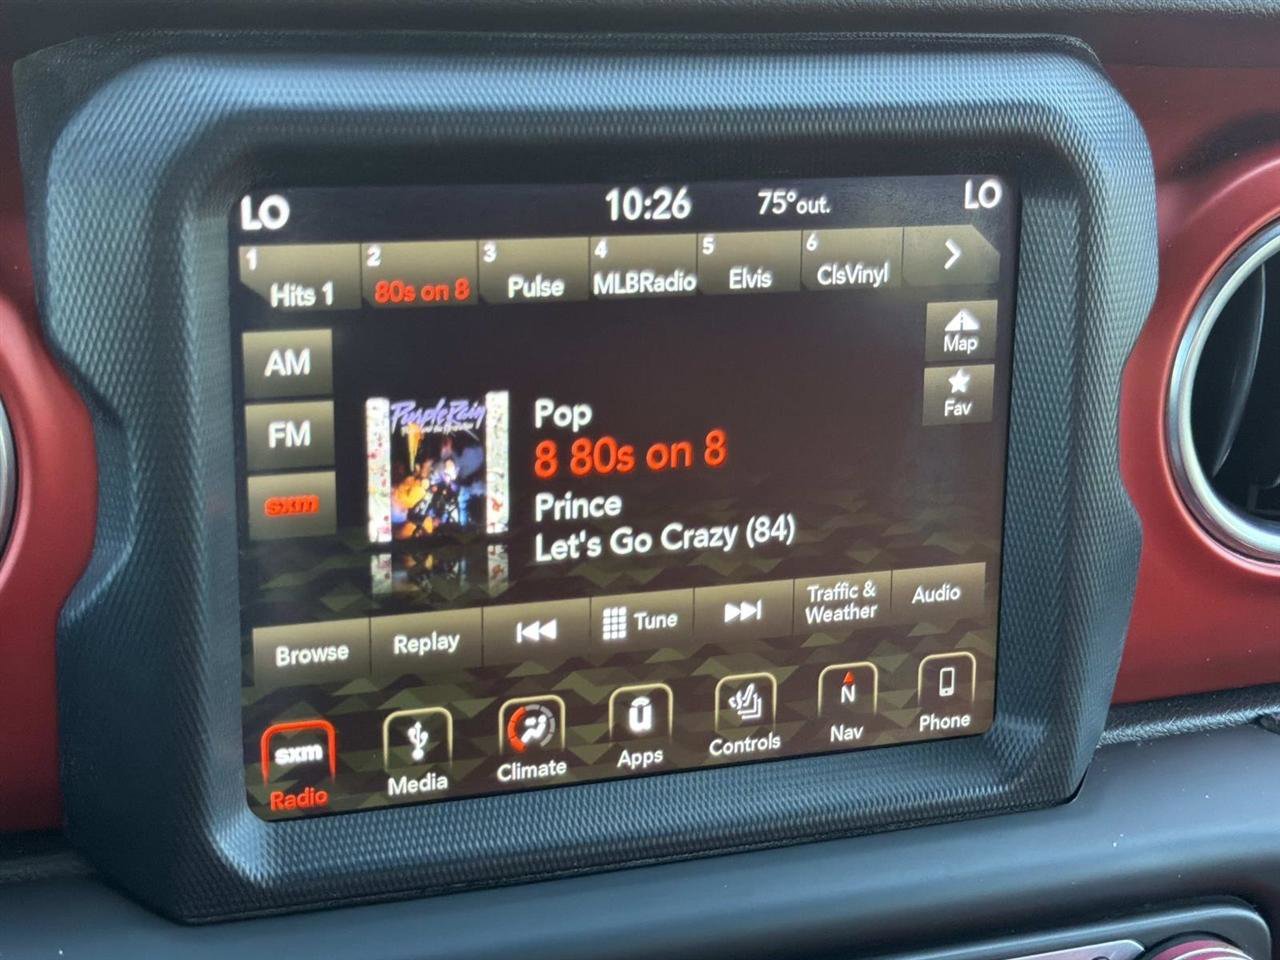 LO 10:26 75°out. LO
1 Hits 1
2 80s on 8
3 Pulse
4 MLBRadio
5 Elvis
6 ClsVinyl
AM
FM
sxm
Map
Fav
Purple Rain
Pop
8 80s on 8
Prince
Let's Go Crazy (84)
Browse
Replay
Tune
Traffic &
Weather
Audio
sxm
Radio
Media
Climate
Apps
Controls
N
Nav
Phone